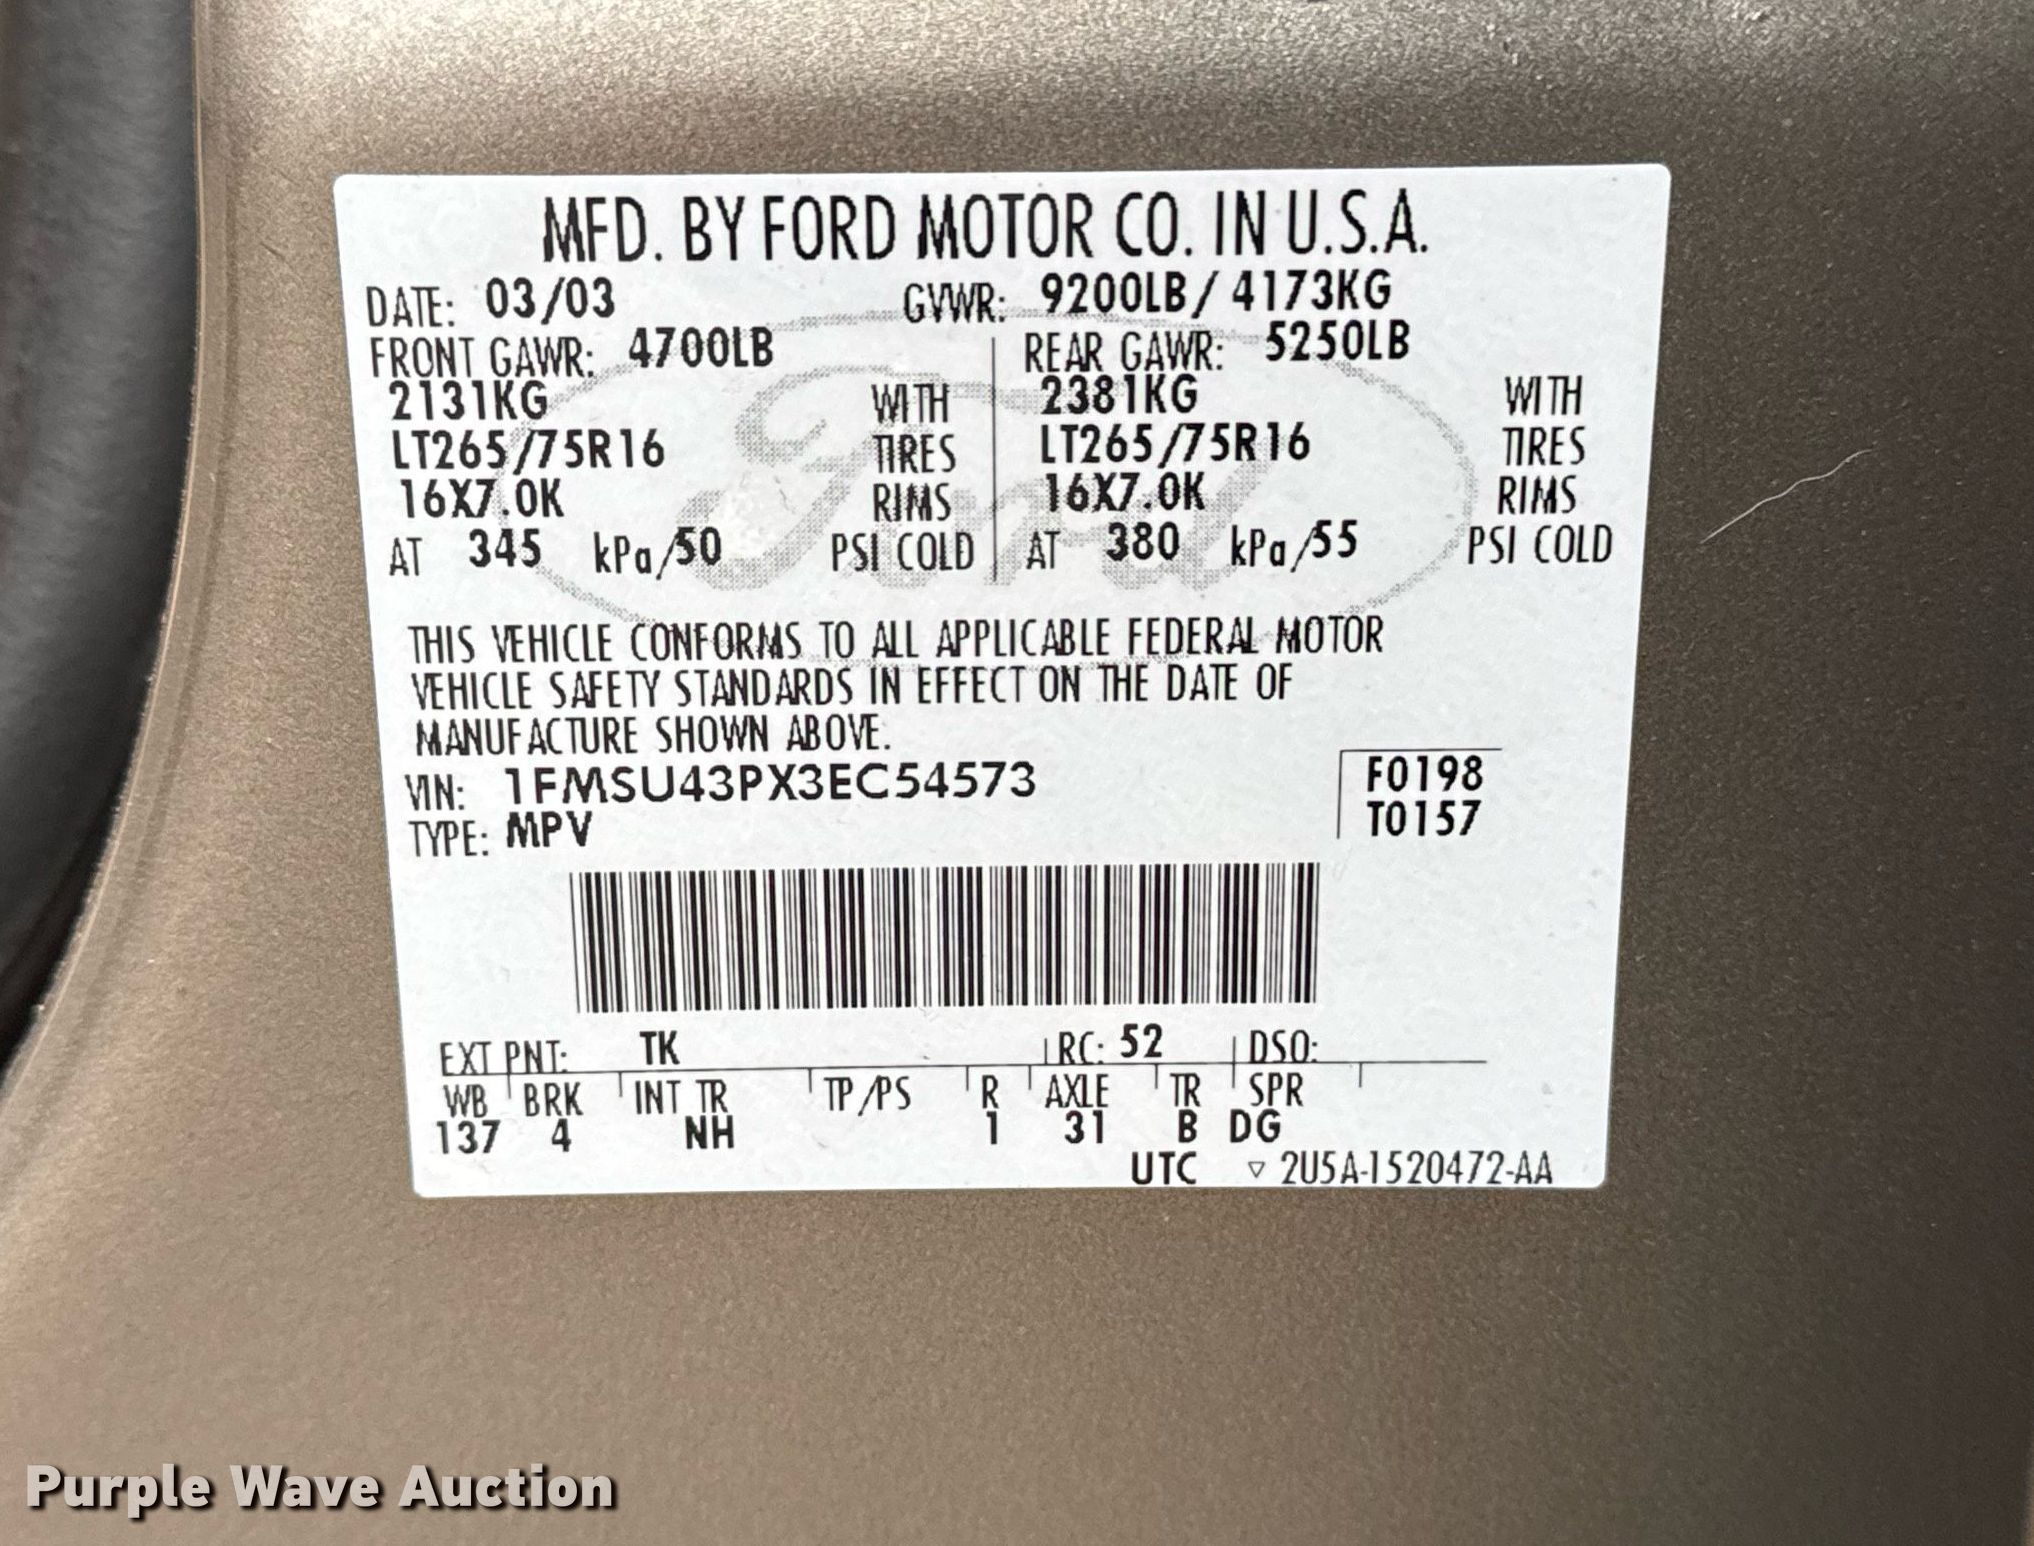 MFD. BY FORD MOTOR CO. IN U.S.A.
DATE: 03/03 GVWR: 9200LB/4173KG
FRONT GAWR: 4700LB REAR GAWR: 5250LB
2131KG WITH 2381KG WITH
LT265/75R16 TIRES LT265/75R16 TIRES
16X7.0K RIMS 16X7.0K RIMS
AT 345 kPa/50 PSI COLD AT 380 kPa/55 PSI COLD
Ford
THIS VEHICLE CONFORMS TO ALL APPLICABLE FEDERAL MOTOR
VEHICLE SAFETY STANDARDS IN EFFECT ON THE DATE OF
MANUFACTURE SHOWN ABOVE.
VIN: 1FMSU43PX3EC54573 F0198
TYPE: MPV T0157
EXT PNT: TK RC: 52 DSO:
WB BRK INT TR TP/PS R AXLE TR SPR
137 4 NH 1 31 B DG
UTC ▽ 2U5A-1520472-AA
Purple Wave Auction